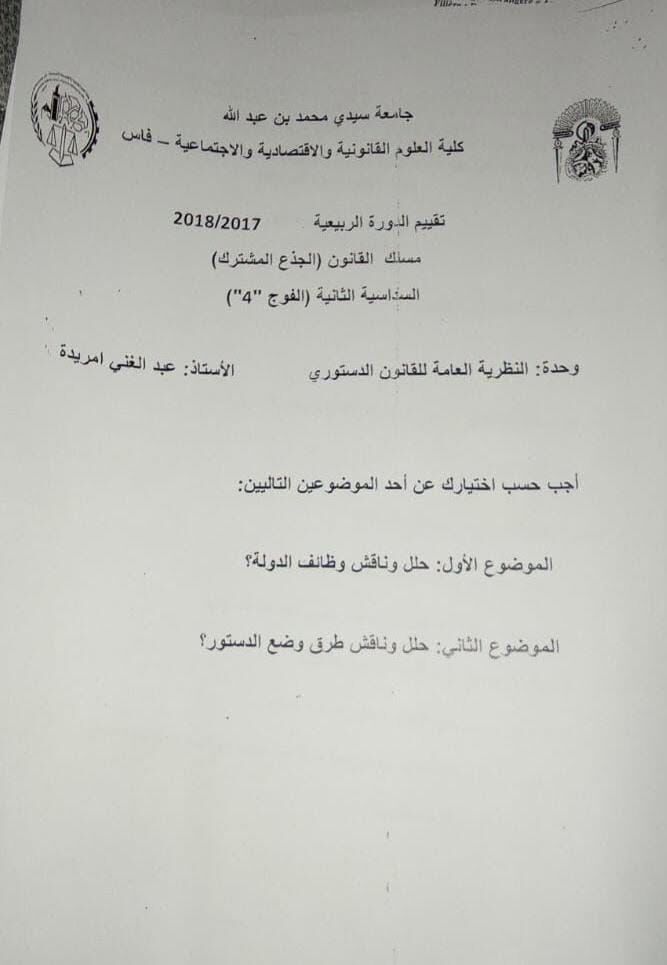 جامعة سيدي محمد بن عبد الله
كلية العلوم القانونية والاقتصادية والاجتماعية – فاس
تقييم الدورة الربيعية 2018/2017
مسلك القانون (الجذع المشترك)
السداسية الثانية (الفوج "4")
وحدة: النظرية العامة للقانون الدستوري الأستاذ: عبد الغني امريدة
أجب حسب اختيارك عن أحد الموضوعين التاليين:
الموضوع الأول: حلل وناقش وظائف الدولة؟
الموضوع الثاني: حلل وناقش طرق وضع الدستور؟